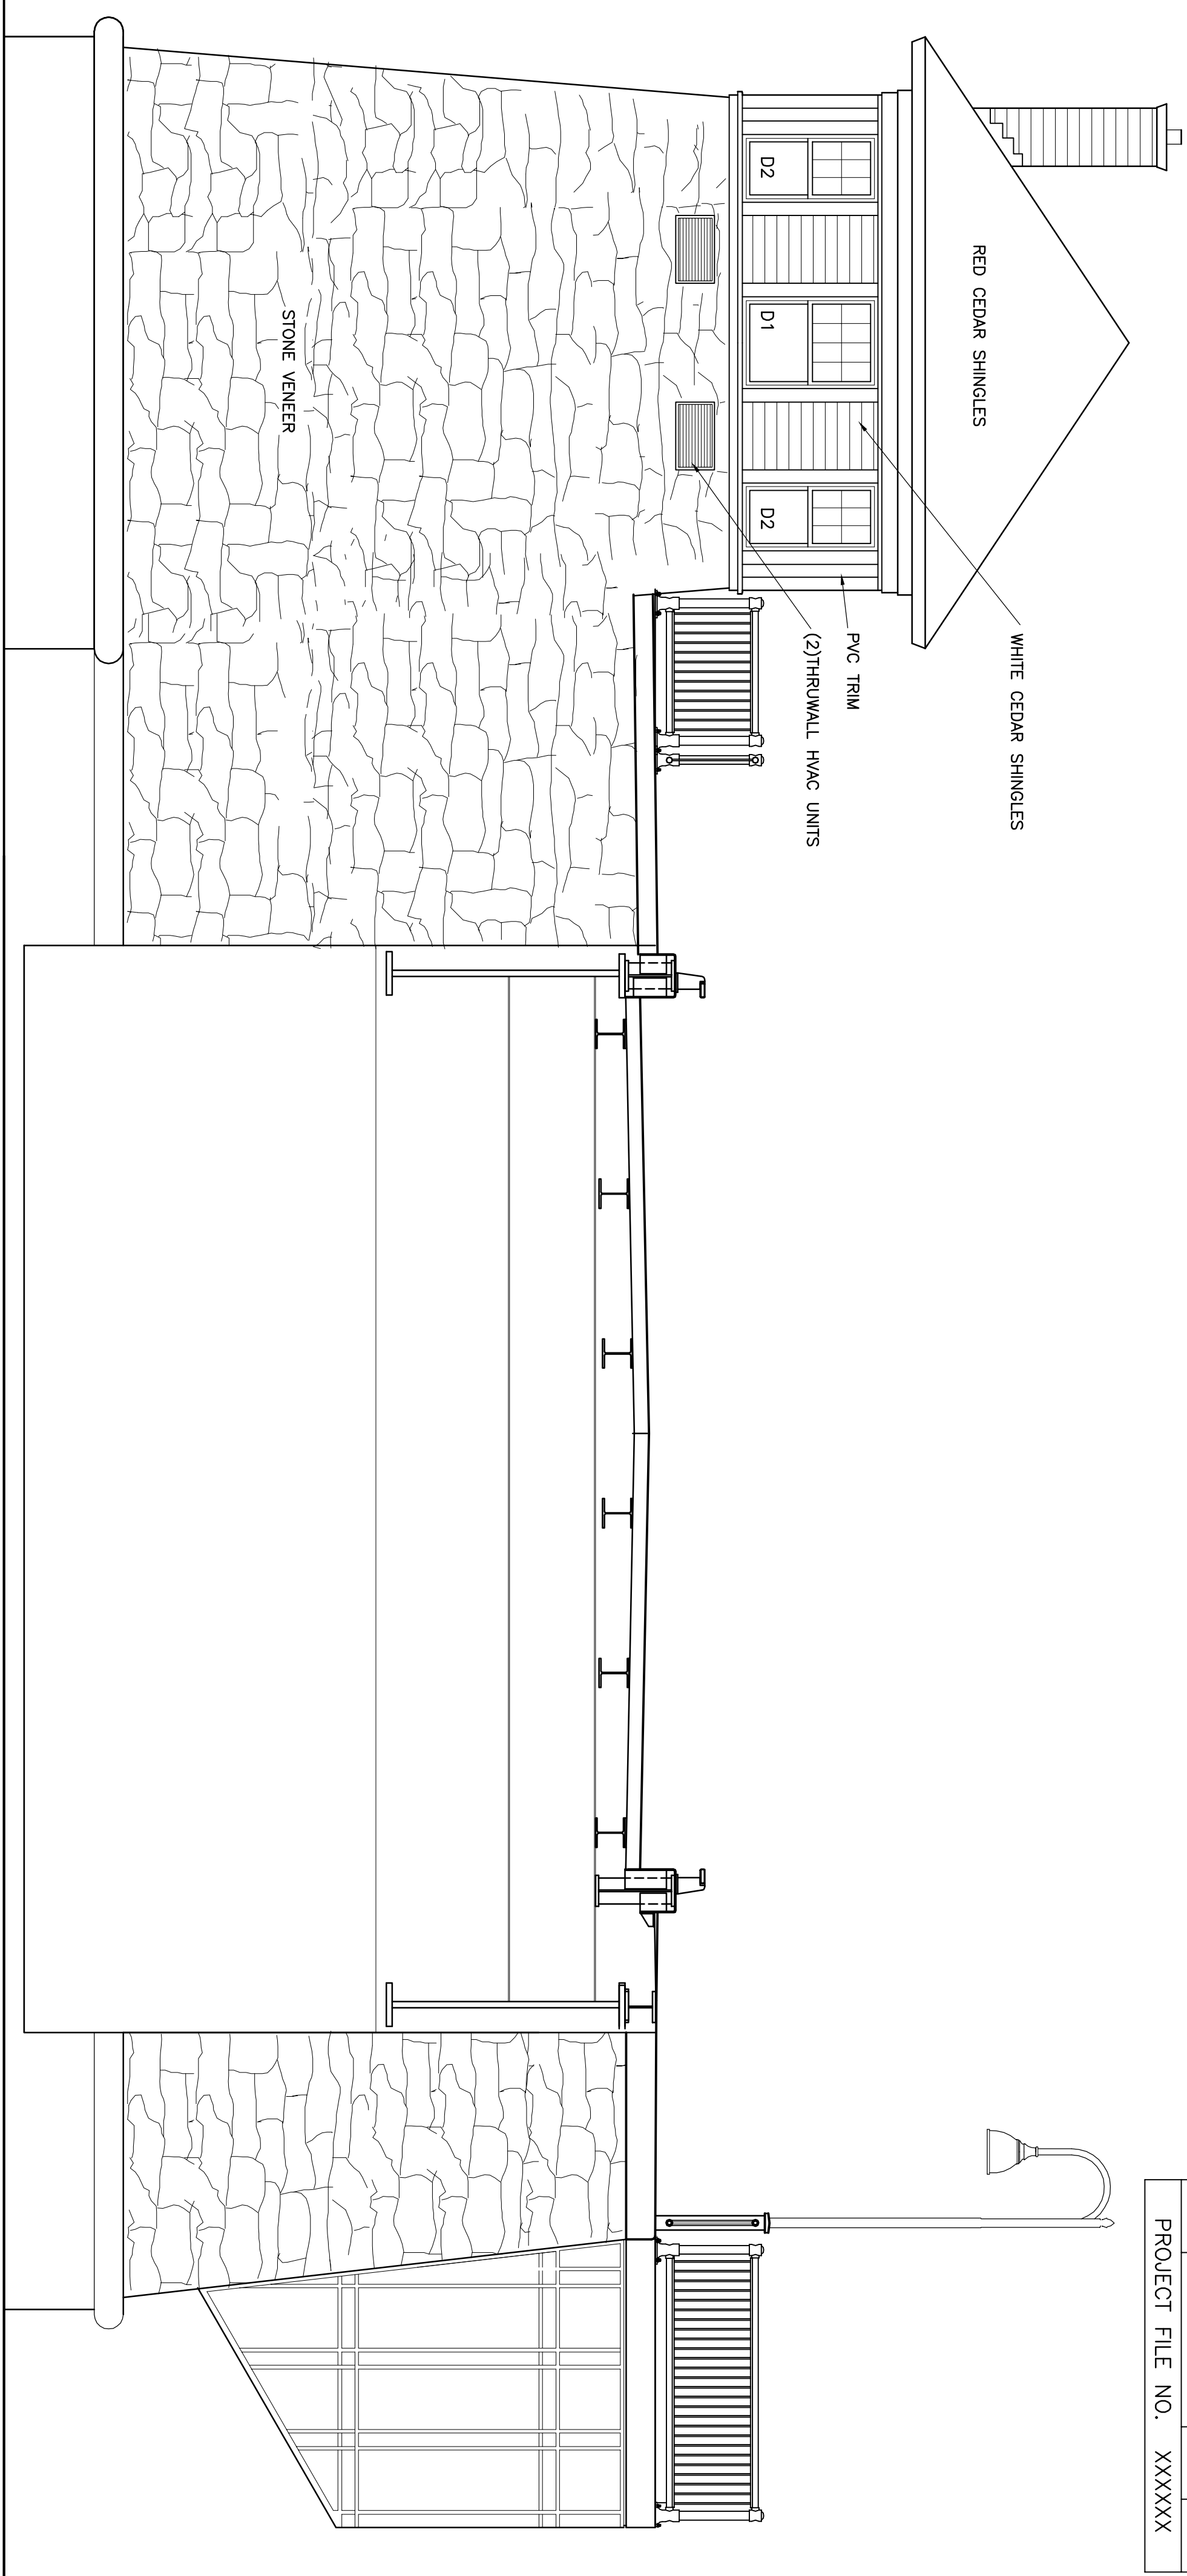 PROJECT FILE NO. XXXXXX
WHITE CEDAR SHINGLES
RED CEDAR SHINGLES
PVC TRIM
(2)THRUWALL HVAC UNITS
D2
D1
D2
STONE VENEER